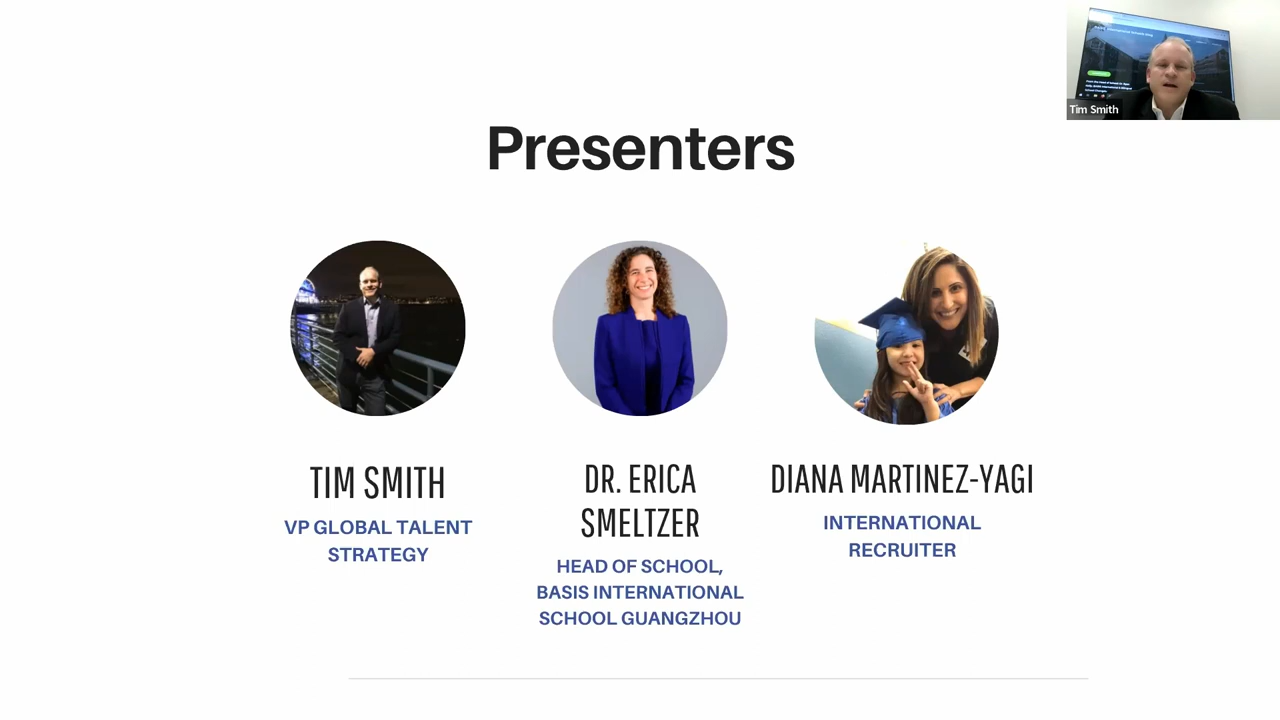 Presenters
Tim Smith
TIM SMITH
VP GLOBAL TALENT
STRATEGY
DR. ERICA
SMELTZER
HEAD OF SCHOOL,
BASIS INTERNATIONAL
SCHOOL GUANGZHOU
DIANA MARTINEZ-YAGI
INTERNATIONAL
RECRUITER